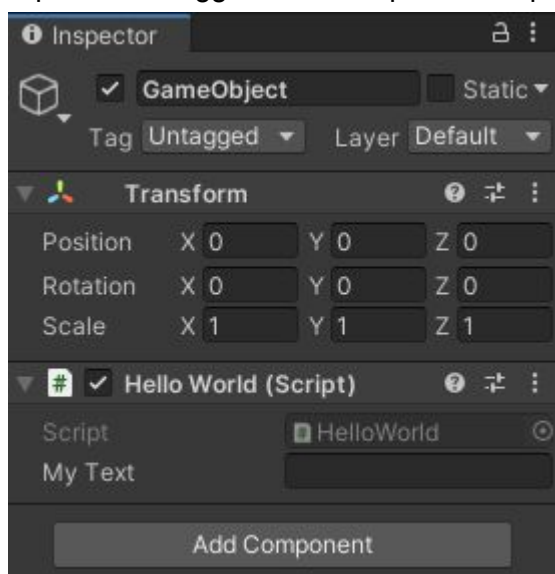 Inspector
GameObject Static
Tag Untagged Layer Default
Transform
Position X 0 Y 0 Z 0
Rotation X 0 Y 0 Z 0
Scale X 1 Y 1 Z 1
# Hello World (Script)
Script # HelloWorld
My Text
Add Component